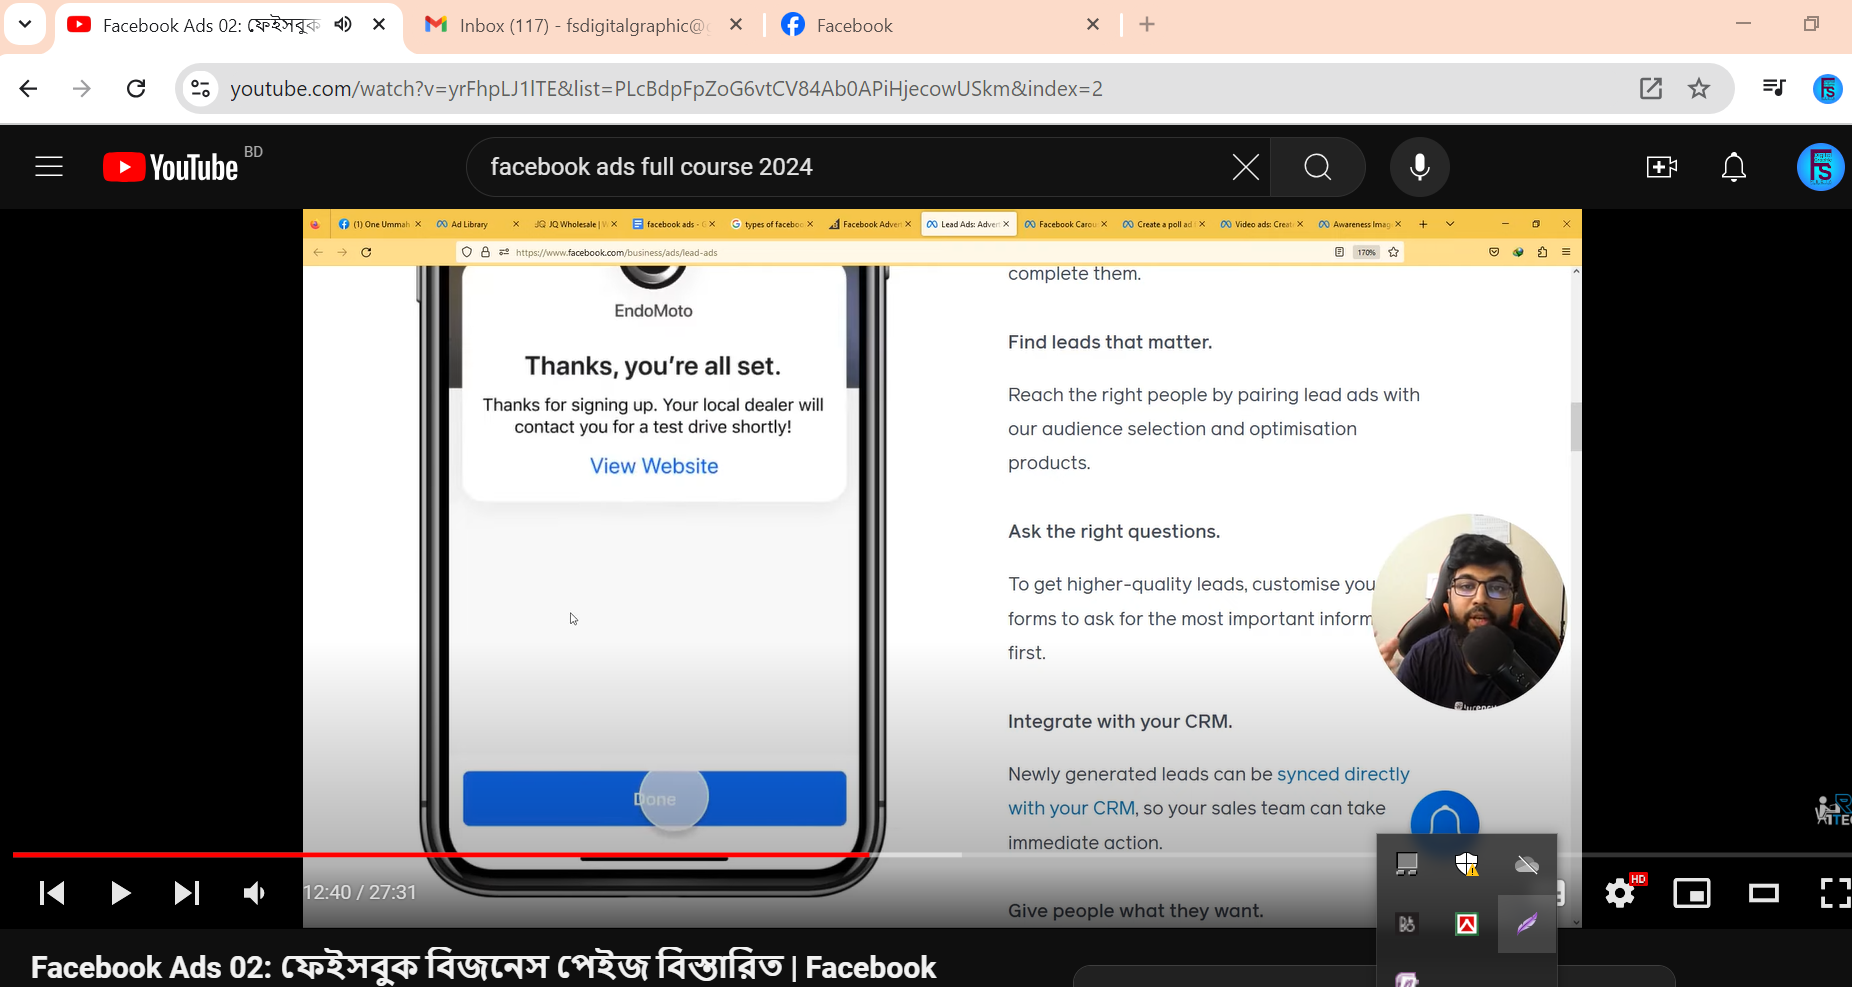 Facebook Ads 02: ফেইসবুক
Inbox (117) - fsdigitalgraphic@
Facebook
youtube.com/watch?v=yrFhpLJ1lTE&list=PLcBdpFpZoG6vtCV84Ab0APiHjecowUSkm&index=2
YouTube BD
facebook ads full course 2024
(1) One Ummah
Ad Library
JQ JQ Wholesale | W
facebook ads - G
types of faceboo
Facebook Advert
Lead Ads: Advert
Facebook Carou
Create a poll ad
Video ads: Creat
Awareness Imag
https://www.facebook.com/business/ads/lead-ads
170%
EndoMoto
Thanks, you're all set.
Thanks for signing up. Your local dealer will
contact you for a test drive shortly!
View Website
Done
complete them.
Find leads that matter.
Reach the right people by pairing lead ads with
our audience selection and optimisation
products.
Ask the right questions.
To get higher-quality leads, customise you
forms to ask for the most important inform
first.
Integrate with your CRM.
Newly generated leads can be synced directly
with your CRM, so your sales team can take
immediate action.
Give people what they want.
12:40 / 27:31
HD
Facebook Ads 02: ফেইসবুক বিজনেস পেইজ বিস্তারিত | Facebook